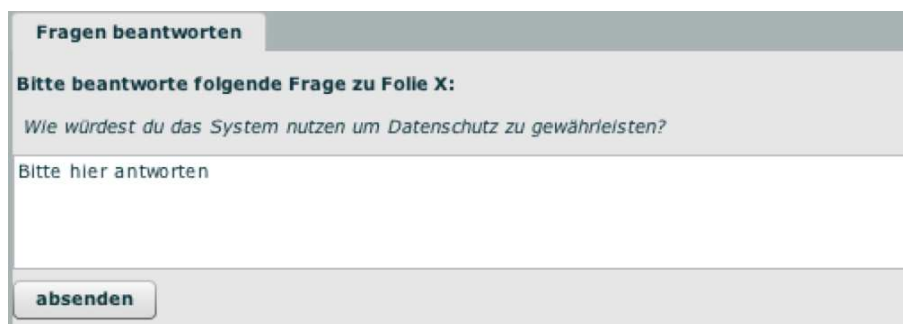 Fragen beantworten
Bitte beantworte folgende Frage zu Folie X:
Wie würdest du das System nutzen um Datenschutz zu gewährleisten?
Bitte hier antworten
absenden